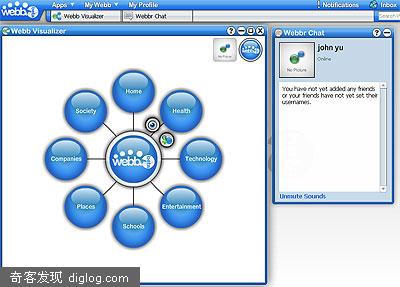 webb
Apps
My Webb
My Profile
Notifications
Inbox
Webb Visualizer
Webbr Chat
Search W
Webb Visualizer
No Picture
webb
Home
Society
Health
Companies
webb
Technology
Places
Entertainment
Schools
Webbr Chat
No Picture
john yu
Online
You have not yet added any friends
or your friends have not yet set their
usernames.
Unmute Sounds
奇客发现 diglog.com